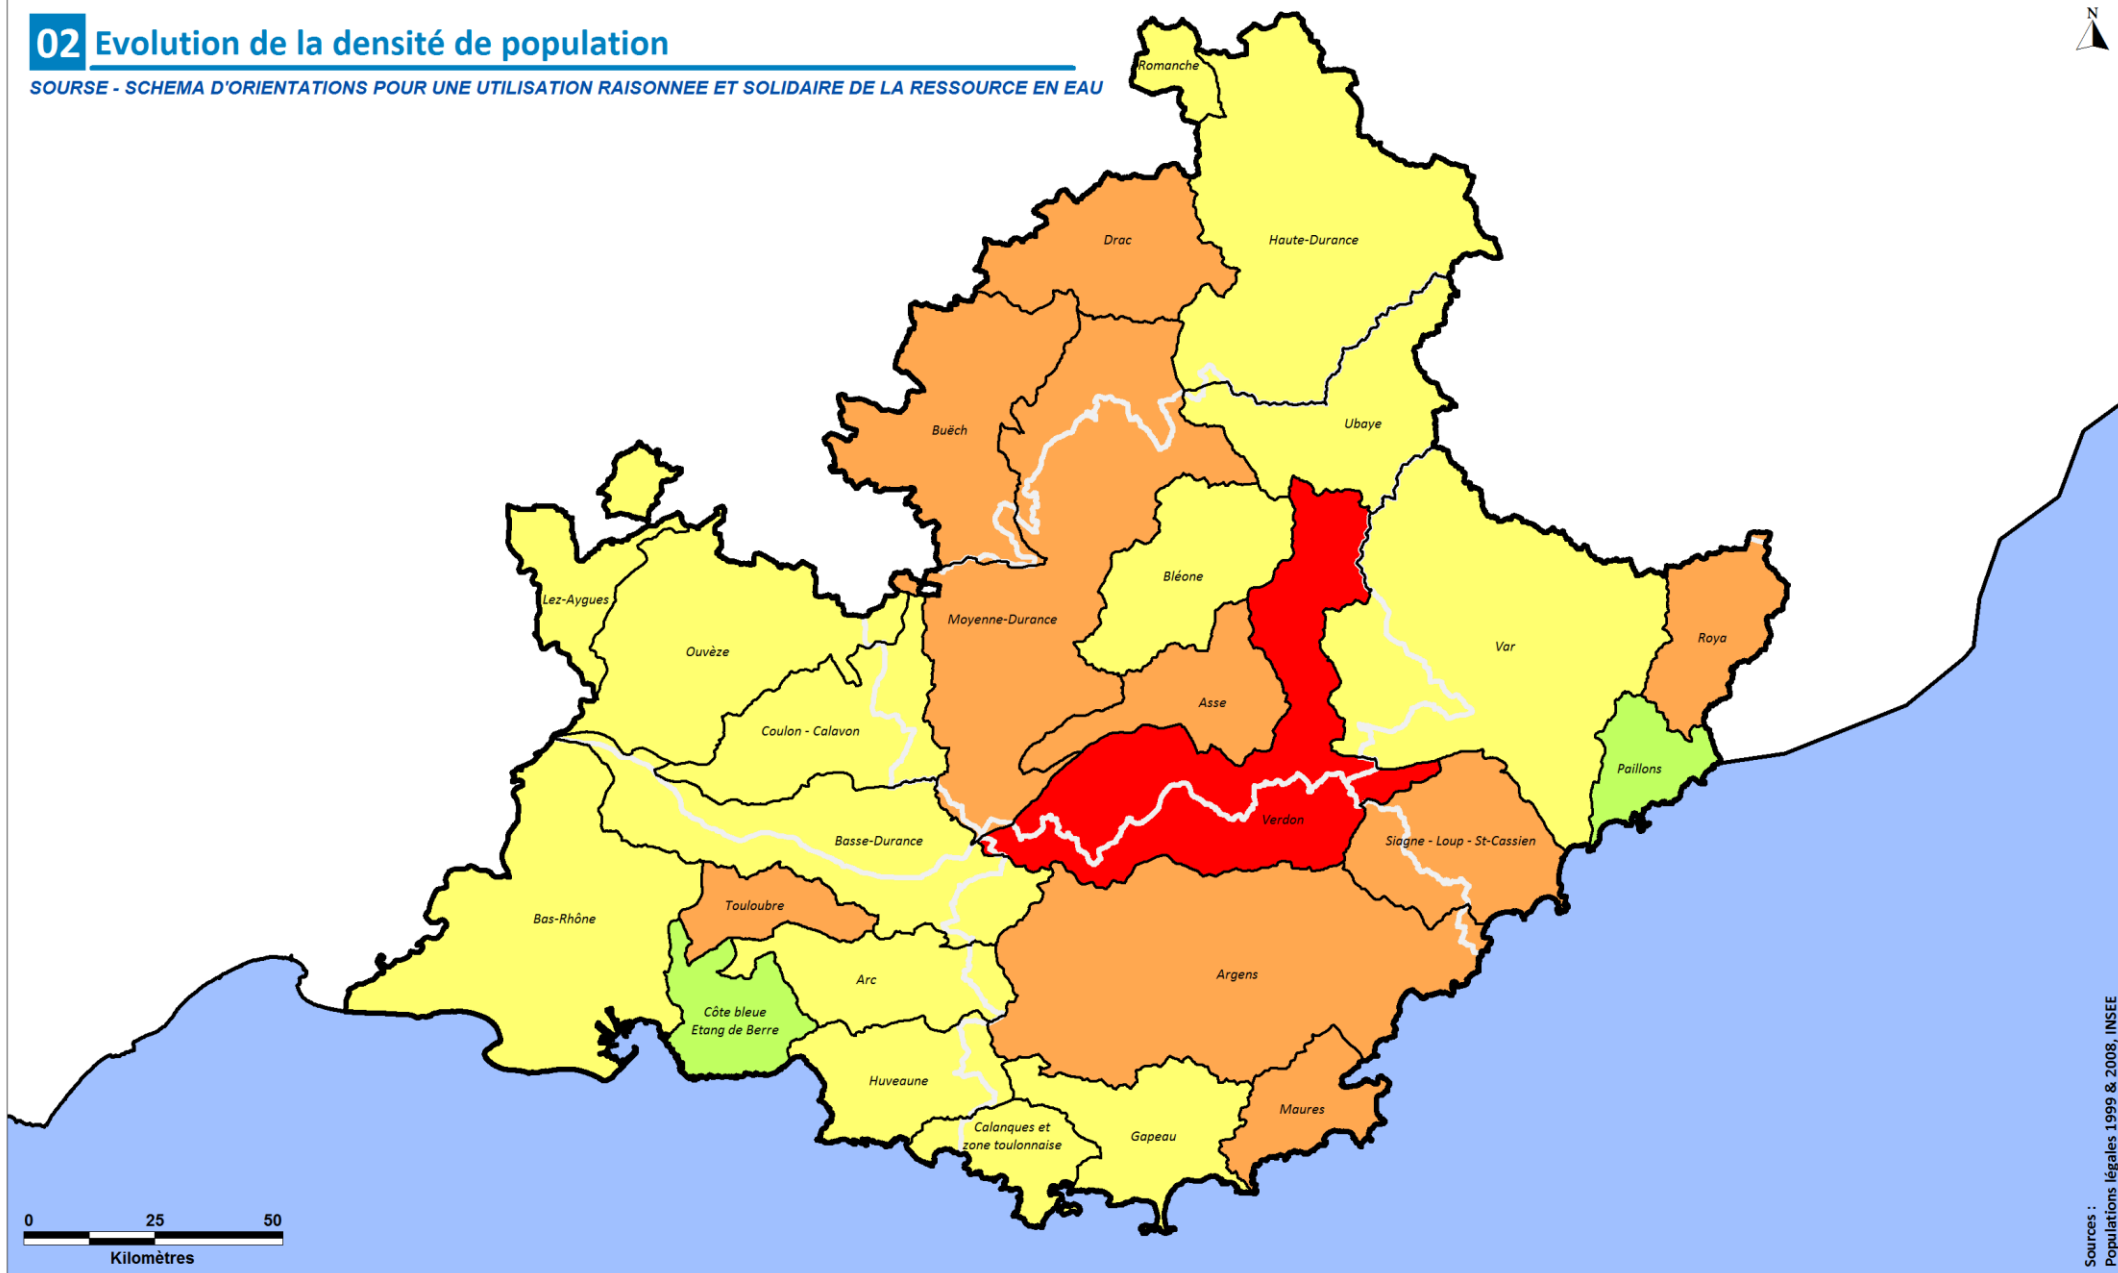 02 Evolution de la densité de population
SOURSE - SCHEMA D'ORIENTATIONS POUR UNE UTILISATION RAISONNEE ET SOLIDAIRE DE LA RESSOURCE EN EAU
N
Romanche
Drac
Haute-Durance
Buëch
Ubaye
Bléone
Lez-Aygues
Moyenne-Durance
Ouvèze
Var
Roya
Asse
Coulon - Calavon
Paillons
Verdon
Basse-Durance
Siagne - Loup - St-Cassien
Touloubre
Bas-Rhône
Argens
Arc
Côte bleue
Etang de Berre
Huveaune
Maures
Calanques et
zone toulonnaise
Gapeau
0 25 50
Kilomètres
Sources :
Populations légales 1999 & 2008, INSEE